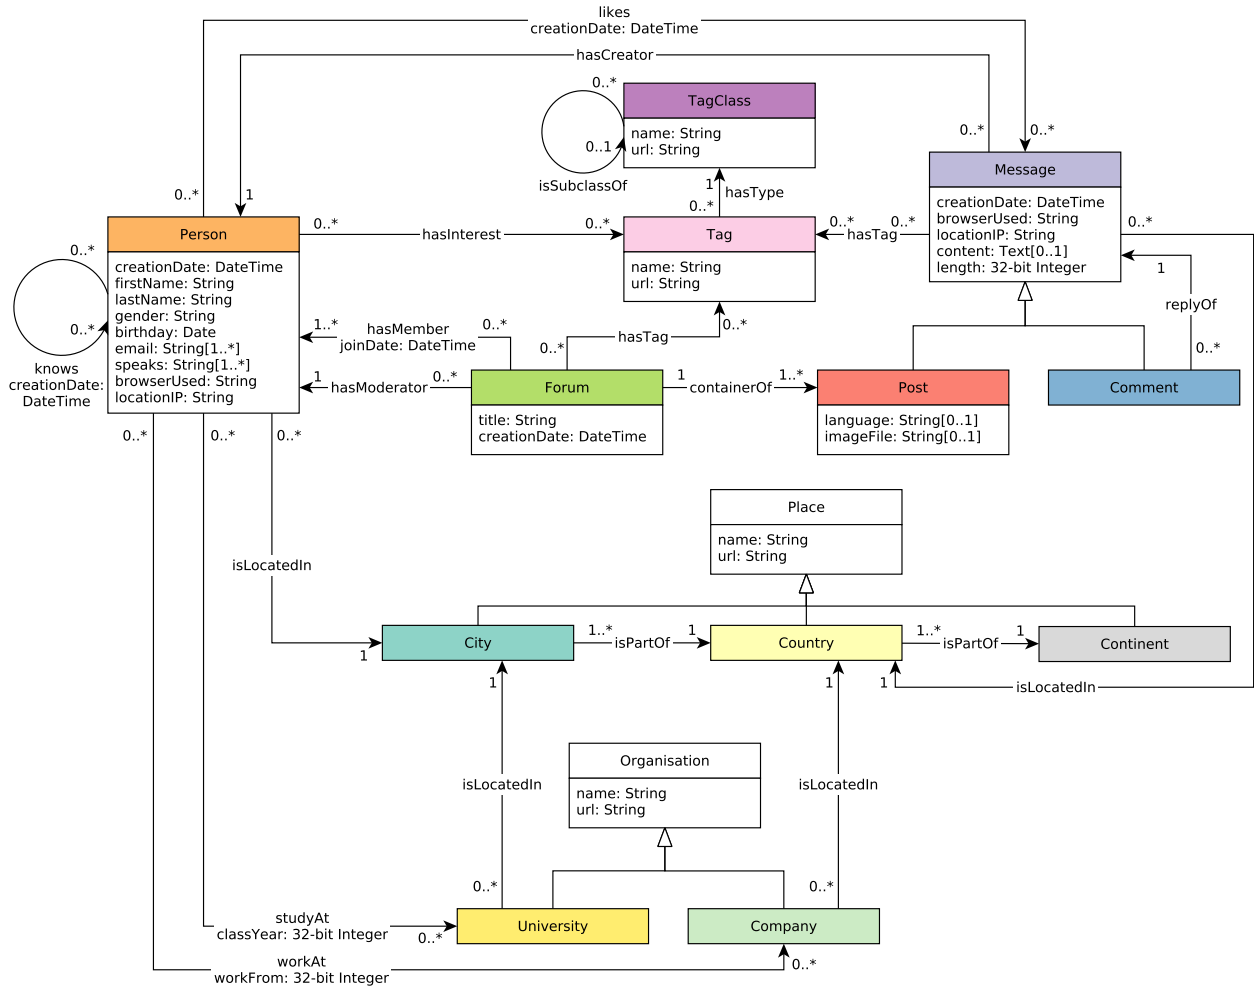 likes
creationDate: DateTime
hasCreator
0..*
TagClass
name: String
url: String
0..1
isSubclassOf
0..*
0..*
Message
creationDate: DateTime
browserUsed: String
locationIP: String
content: Text[0..1]
length: 32-bit Integer
1
hasType
0..*
0..*
1
Person
creationDate: DateTime
firstName: String
lastName: String
gender: String
birthday: Date
email: String[1..*]
speaks: String[1..*]
browserUsed: String
locationIP: String
0..*
hasInterest
0..*
Tag
name: String
url: String
0..*
hasTag
0..*
0..*
0..*
0..*
knows
creationDate:
DateTime
1
replyOf
0..*
1..*
hasMember
joinDate: DateTime
0..*
0..*
hasTag
0..*
1
hasModerator
0..*
Forum
title: String
creationDate: DateTime
1
containerOf
1..*
Post
language: String[0..1]
imageFile: String[0..1]
Comment
0..*
0..*
0..*
Place
name: String
url: String
isLocatedIn
1
City
1..*
isPartOf
1
Country
1..*
isPartOf
1
Continent
1
1
1
isLocatedIn
Organisation
name: String
url: String
isLocatedIn
isLocatedIn
0..*
0..*
studyAt
classYear: 32-bit Integer
0..*
University
Company
workAt
workFrom: 32-bit Integer
0..*